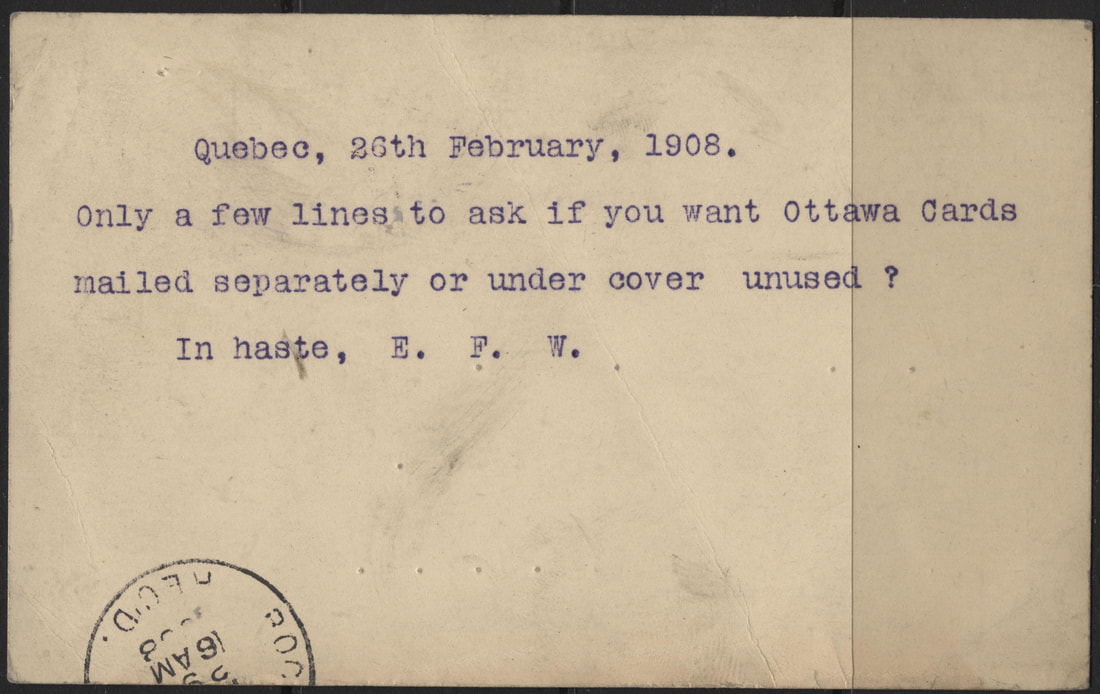 Quebec, 26th February, 1908.
Only a few lines to ask if you want Ottawa Cards
mailed separately or under cover unused ?
In haste, E. F. W.
REC'D.